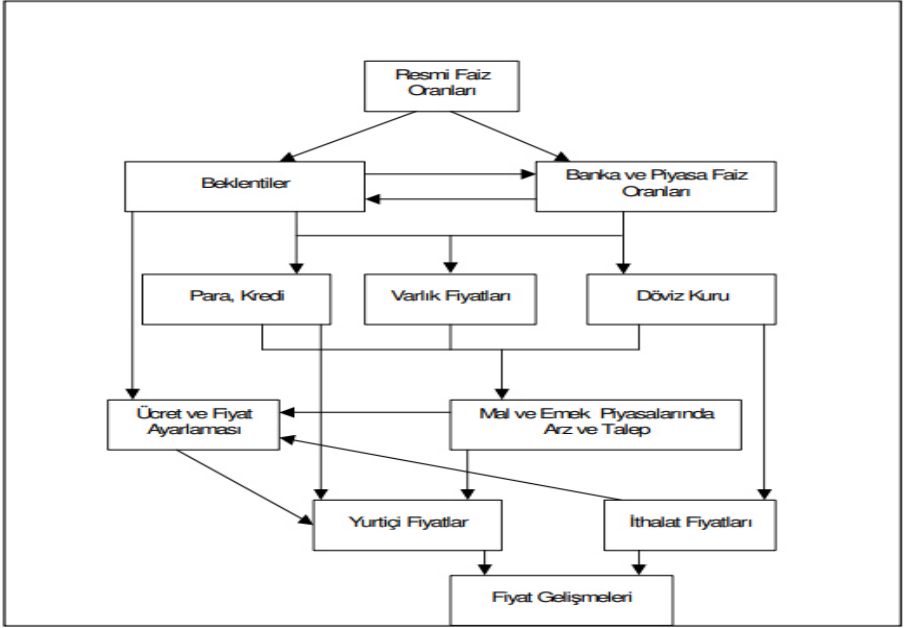 Resmi Faiz
Oranları
Beklentiler
Banka ve Piyasa Faiz
Oranları
Para, Kredi
Varlık Fiyatları
Döviz Kuru
Ücret ve Fiyat
Ayarlaması
Mal ve Emek Piyasalarında
Arz ve Talep
Yurtiçi Fiyatlar
İthalat Fiyatları
Fiyat Gelişmeleri